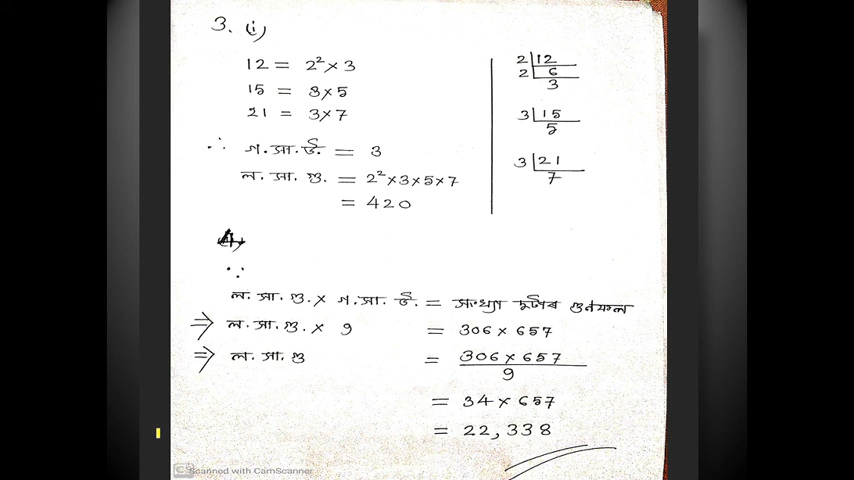 3. (i)
12 = 2² × 3
15 = 3 × 5
21 = 3 × 7
∴ গ. সা. উ. = 3
ল. সা. গু. = 2² × 3 × 5 × 7
= 420
2 | 12
2 | 6
3
3 | 15
5
3 | 21
7
∵
ল. সা. গু. × গ. সা. উ. = সংখ্যা দুটাৰ গুণফল
⇒ ল. সা. গু. × 9 = 306 × 657
⇒ ল. সা. গু = 306 × 657 / 9
= 34 × 657
= 22,338
CS Scanned with CamScanner